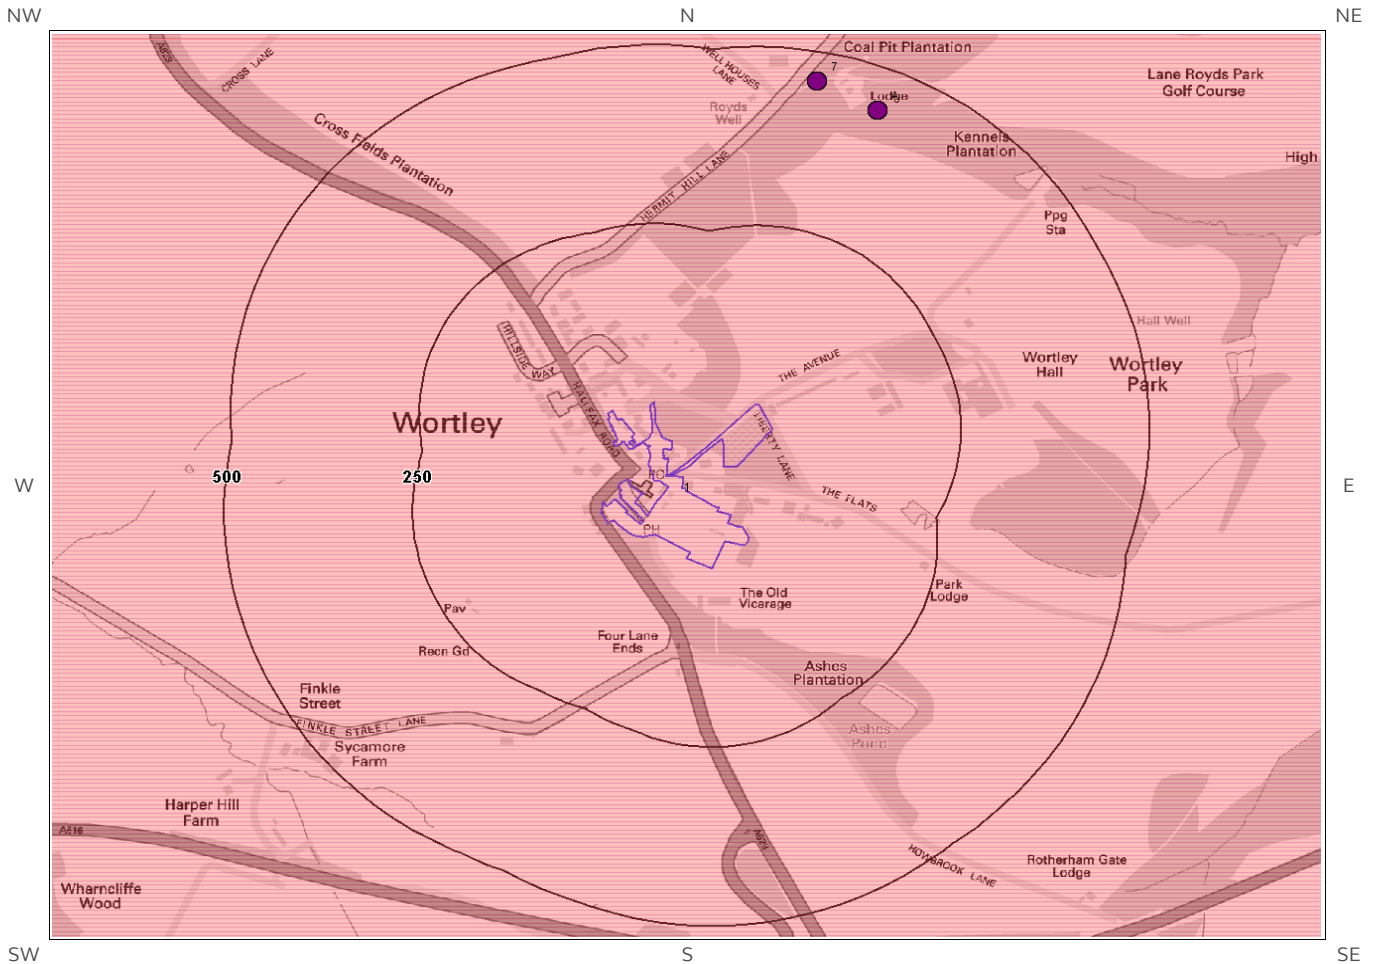 NW
N
NE
Coal Pit Plantation
A629
CROSS LANE
WELL HOUSES
LANE
7
Lane Royds Park
Golf Course
Lodge
Royds
Well
Cross Fields Plantation
Kennels
Plantation
High
HERMIT HILL LANE
Ppg
Sta
Hall Well
HILLSIDE WAY
THE AVENUE
Wortley
Hall
Wortley
Park
HALIFAX ROAD
Wortley
LIBERTY LANE
500
250
PO
1
W
E
THE FLATS
PH
Park
Lodge
The Old
Vicarage
Pav
Four Lane
Ends
Recn Gd
Ashes
Plantation
Finkle
Street
FINKLE STREET LANE
Ashes
Pond
Sycamore
Farm
Harper Hill
Farm
A616
A629
HOWBROOK LANE
Rotherham Gate
Lodge
Wharncliffe
Wood
SW
S
SE